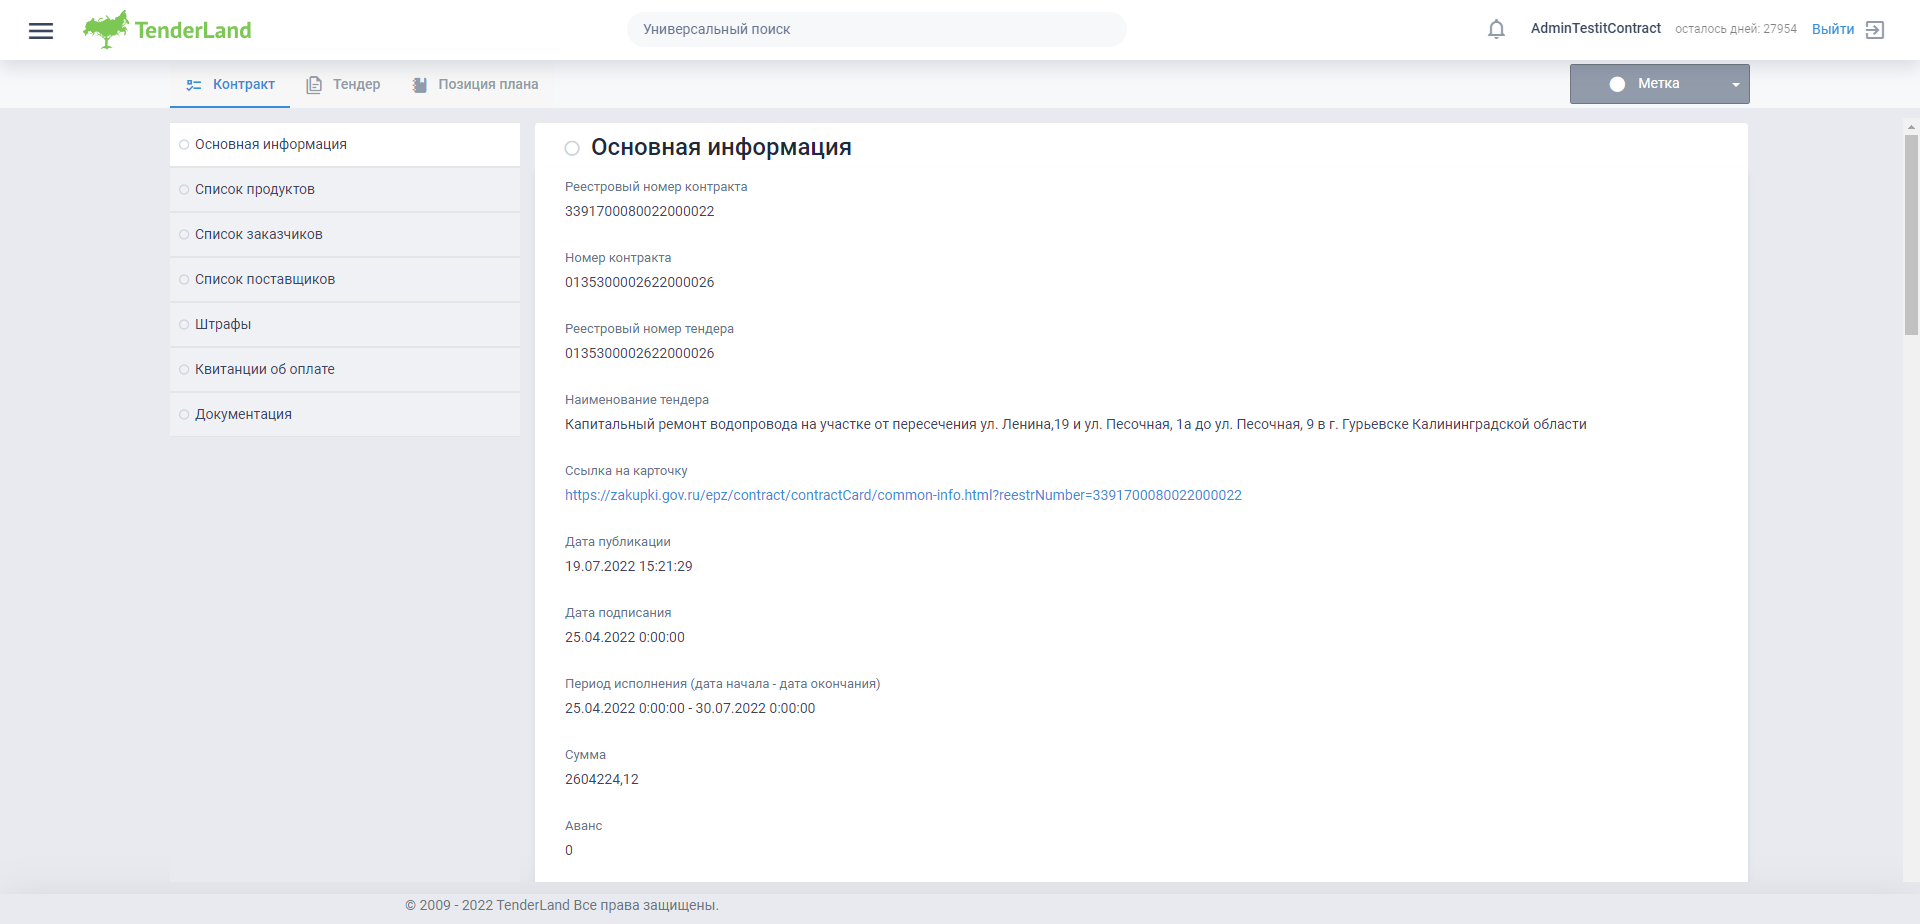 TenderLand
Универсальный поиск
AdminTestitContract осталось дней: 27954 Выйти
Контракт Тендер Позиция плана
Метка
Основная информация
Список продуктов
Список заказчиков
Список поставщиков
Штрафы
Квитанции об оплате
Документация
Основная информация
Реестровый номер контракта
3391700080022000022
Номер контракта
0135300002622000026
Реестровый номер тендера
0135300002622000026
Наименование тендера
Капитальный ремонт водопровода на участке от пересечения ул. Ленина,19 и ул. Песочная, 1а до ул. Песочная, 9 в г. Гурьевске Калининградской области
Ссылка на карточку
https://zakupki.gov.ru/epz/contract/contractCard/common-info.html?reestrNumber=3391700080022000022
Дата публикации
19.07.2022 15:21:29
Дата подписания
25.04.2022 0:00:00
Период исполнения (дата начала - дата окончания)
25.04.2022 0:00:00 - 30.07.2022 0:00:00
Сумма
2604224,12
Аванс
0
© 2009 - 2022 TenderLand Все права защищены.